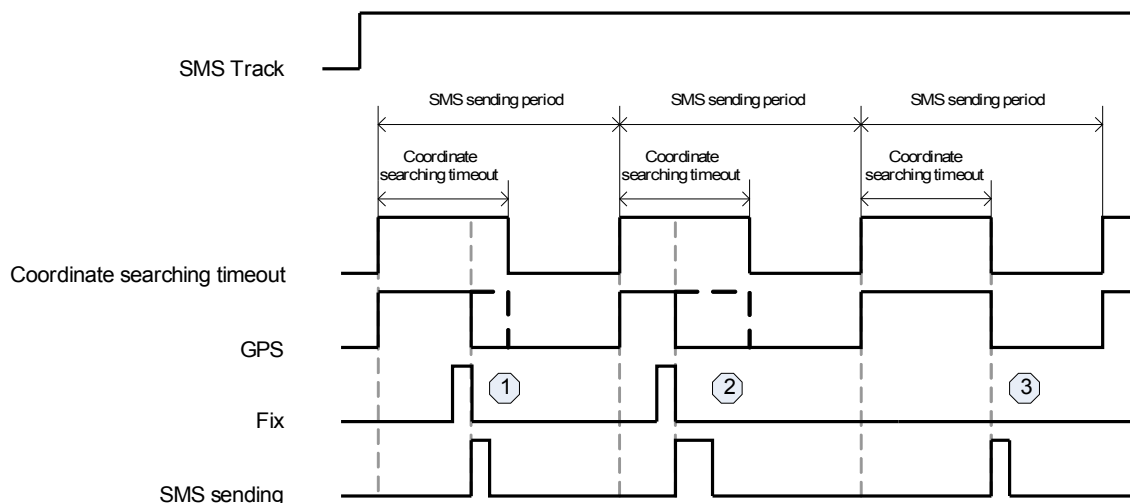 SMS Track
SMS sending period
SMS sending period
SMS sending period
Coordinate
searching timeout
Coordinate
searching timeout
Coordinate
searching timeout
Coordinate searching timeout
GPS
1
2
3
Fix
SMS sending